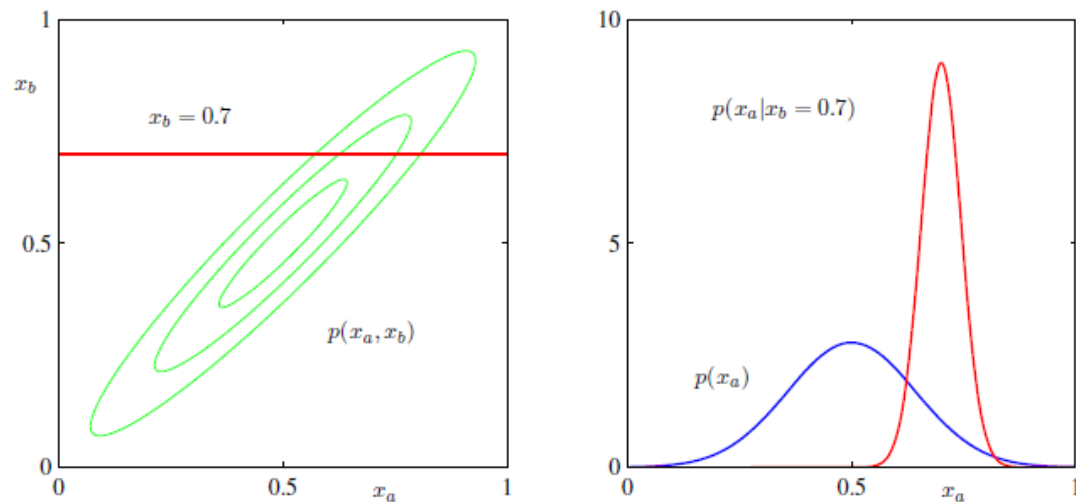 1
x_b
x_b = 0.7
0.5
p(x_a, x_b)
0
0
0.5
x_a
1
10
p(x_a|x_b = 0.7)
5
p(x_a)
0
0
0.5
x_a
1